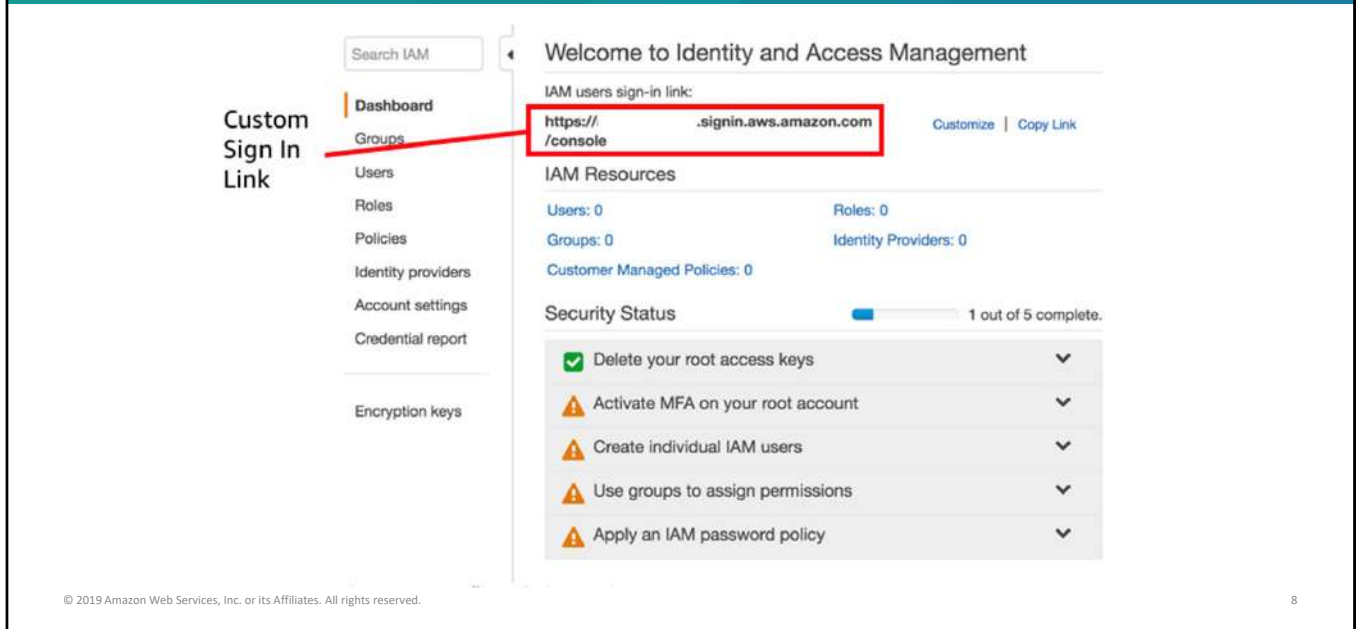 Search IAM
Welcome to Identity and Access Management
IAM users sign-in link:
Custom
Sign In
Link
Dashboard
Groups
Users
Roles
Policies
Identity providers
Account settings
Credential report
Encryption keys
https:// .signin.aws.amazon.com
/console
Customize | Copy Link
IAM Resources
Users: 0
Roles: 0
Groups: 0
Identity Providers: 0
Customer Managed Policies: 0
Security Status
1 out of 5 complete.
Delete your root access keys
Activate MFA on your root account
Create individual IAM users
Use groups to assign permissions
Apply an IAM password policy
© 2019 Amazon Web Services, Inc. or its Affiliates. All rights reserved.
8